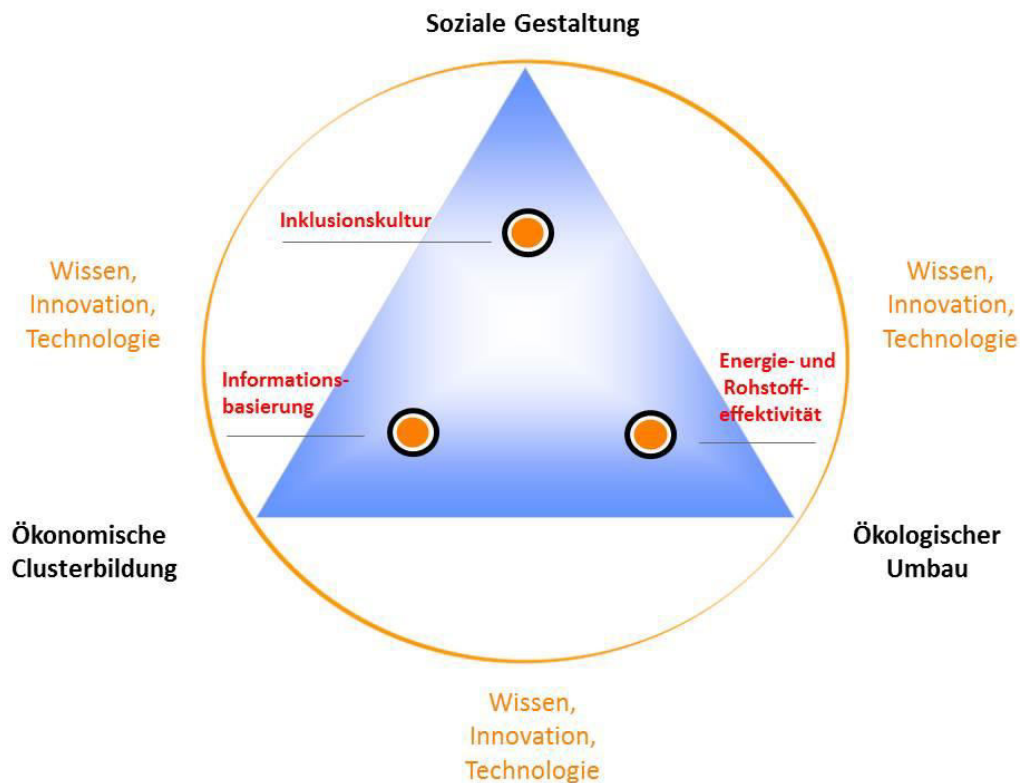 Soziale Gestaltung
Inklusionskultur
Wissen,
Innovation,
Technologie
Wissen,
Innovation,
Technologie
Informations-
basierung
Energie- und
Rohstoff-
effektivität
Ökonomische
Clusterbildung
Ökologischer
Umbau
Wissen,
Innovation,
Technologie